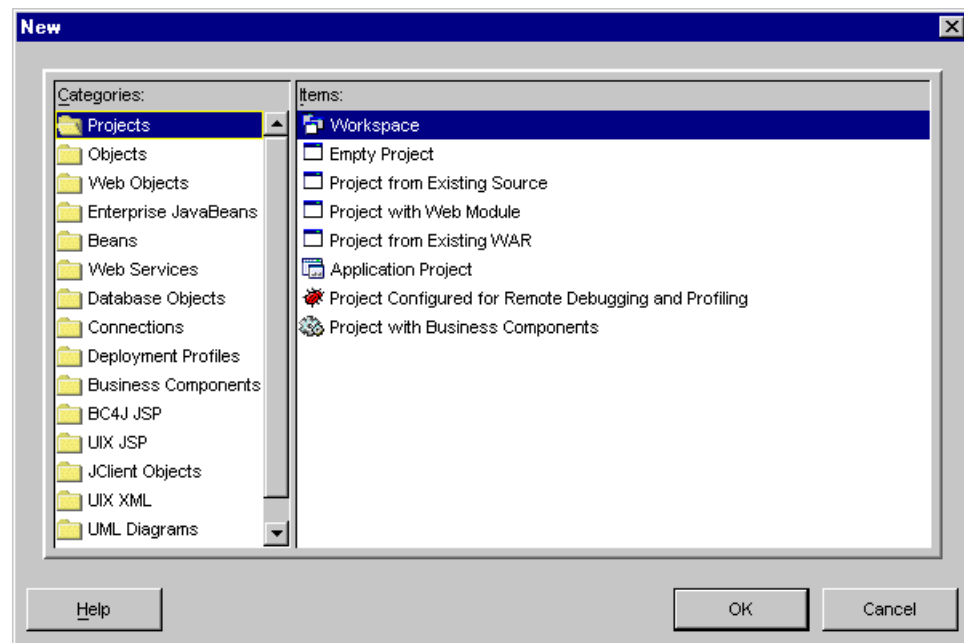 New
Categories:
Projects
Objects
Web Objects
Enterprise JavaBeans
Beans
Web Services
Database Objects
Connections
Deployment Profiles
Business Components
BC4J JSP
UIX JSP
JClient Objects
UIX XML
UML Diagrams
Items:
Workspace
Empty Project
Project from Existing Source
Project with Web Module
Project from Existing WAR
Application Project
Project Configured for Remote Debugging and Profiling
Project with Business Components
Help
OK
Cancel